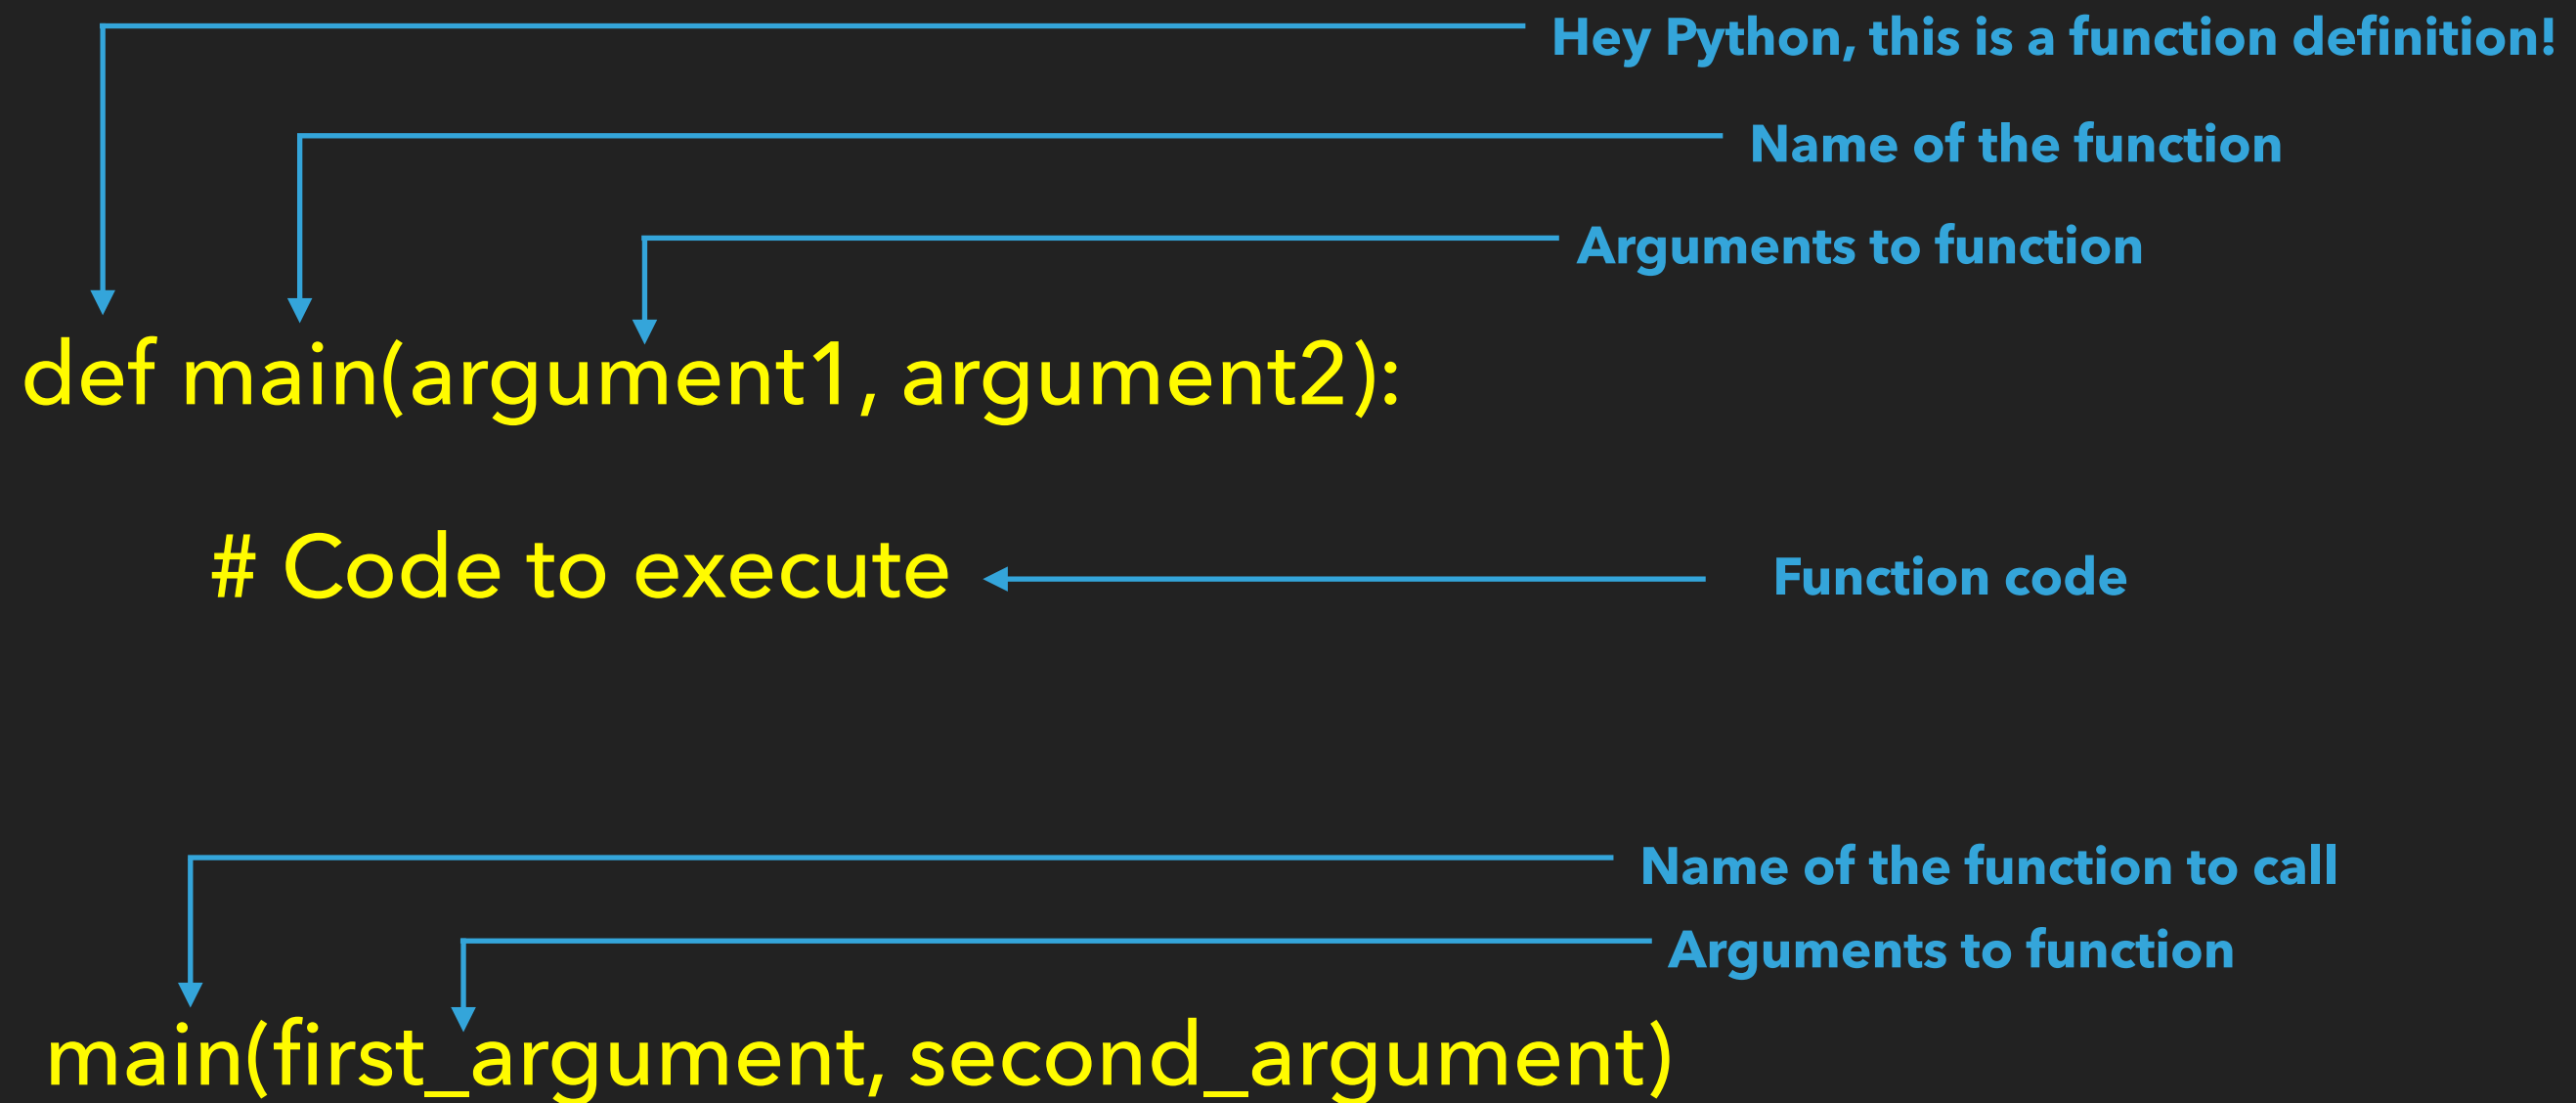 Hey Python, this is a function definition!
Name of the function
Arguments to function
def main(argument1, argument2):
# Code to execute
Function code
Name of the function to call
Arguments to function
main(first_argument, second_argument)